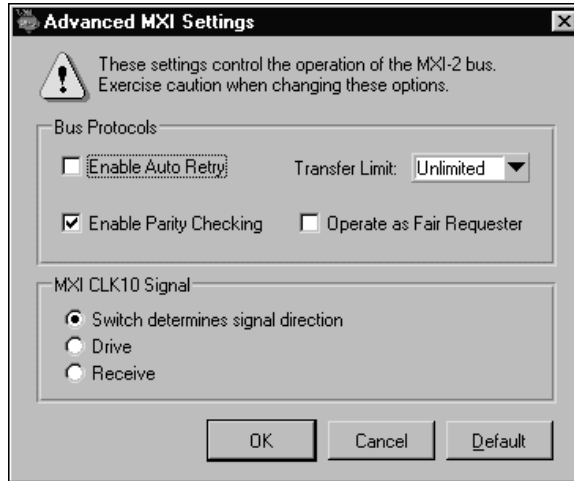 Advanced MXI Settings
These settings control the operation of the MXI-2 bus.
Exercise caution when changing these options.
Bus Protocols
Enable Auto Retry
Transfer Limit: Unlimited
Enable Parity Checking
Operate as Fair Requester
MXI CLK10 Signal
Switch determines signal direction
Drive
Receive
OK
Cancel
Default